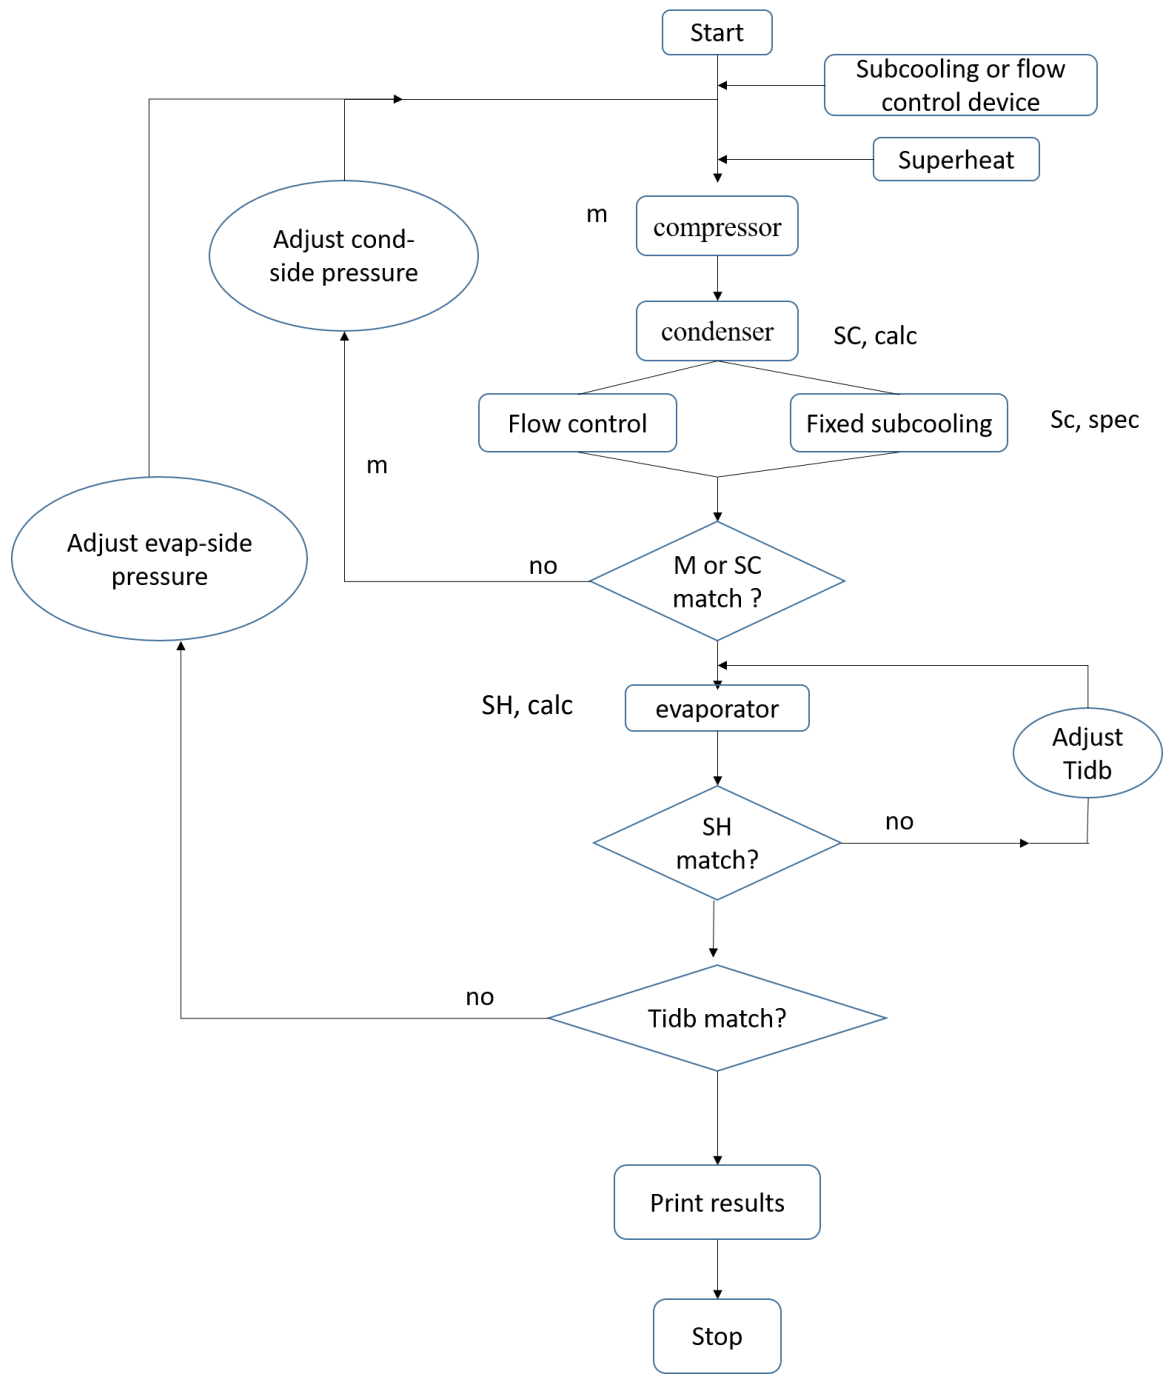 Start
Subcooling or flow
control device
Superheat
m
compressor
Adjust cond-
side pressure
condenser
SC, calc
Flow control
Fixed subcooling
Sc, spec
m
Adjust evap-side
pressure
no
M or SC
match ?
SH, calc
evaporator
Adjust
Tidb
SH
match?
no
no
Tidb match?
Print results
Stop